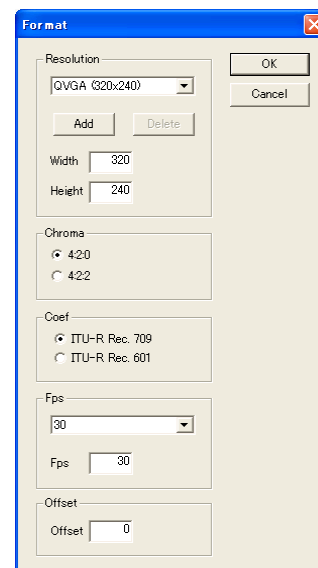 Format
Resolution
QVGA (320x240)
OK
Cancel
Add
Delete
Width 320
Height 240
Chroma
4:2:0
4:2:2
Coef
ITU-R Rec. 709
ITU-R Rec. 601
Fps
30
Fps 30
Offset
Offset 0